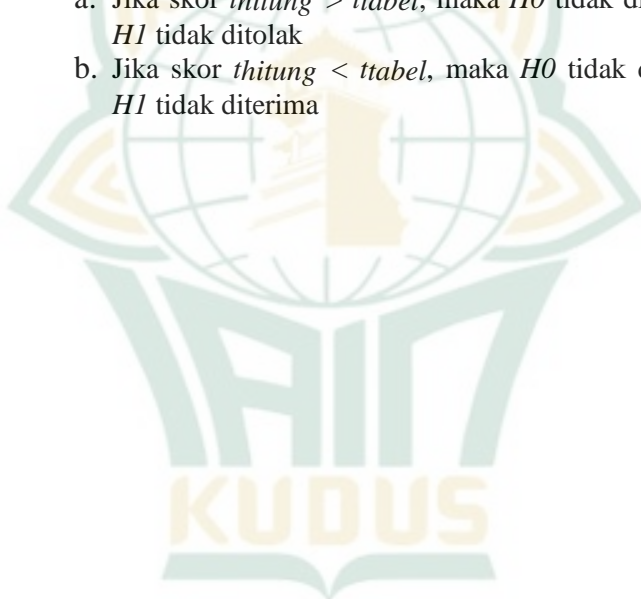 a. Jika skor thitung > ttabel, maka H0 tidak
H1 tidak ditolak
b. Jika skor thitung < ttabel, maka H0 tidak
H1 tidak diterima
IAIN
KUDUS